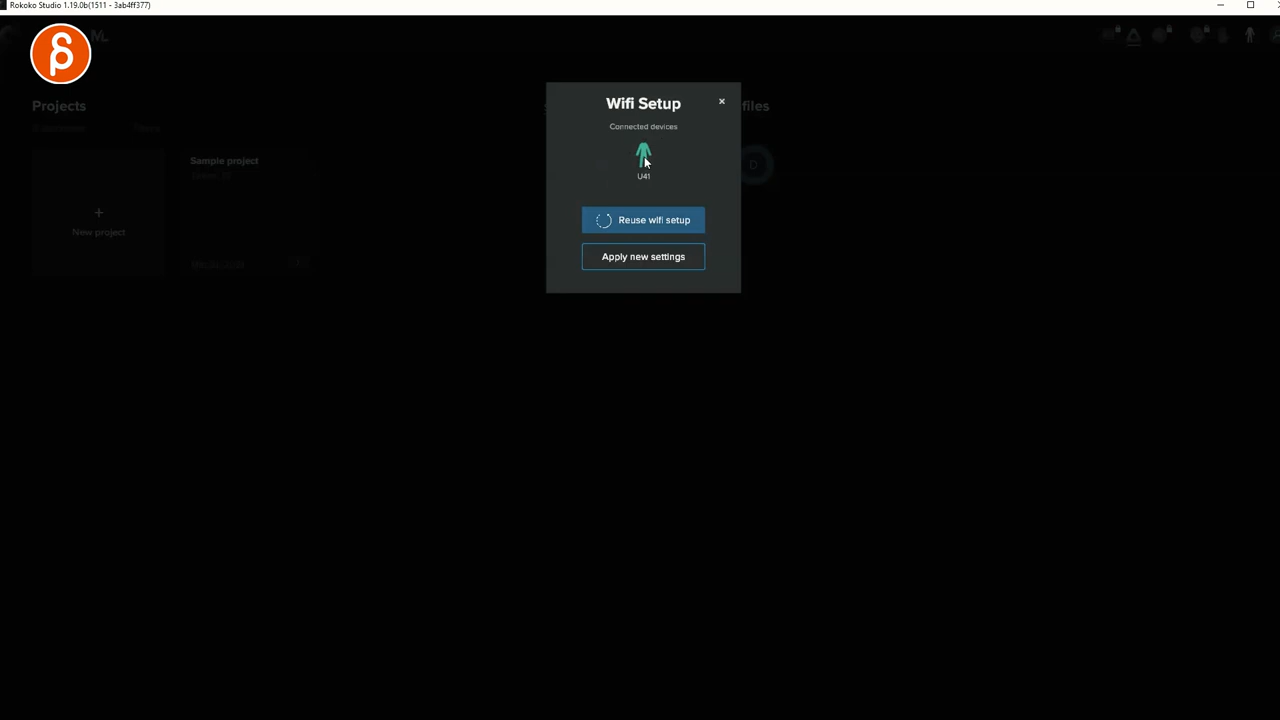 Rokoko Studio 1.19.0b(1511 - 3ab4ff377)
Projects
files
Sample project
+
New project
Wifi Setup
×
Connected devices
U41
Reuse wifi setup
Apply new settings
D